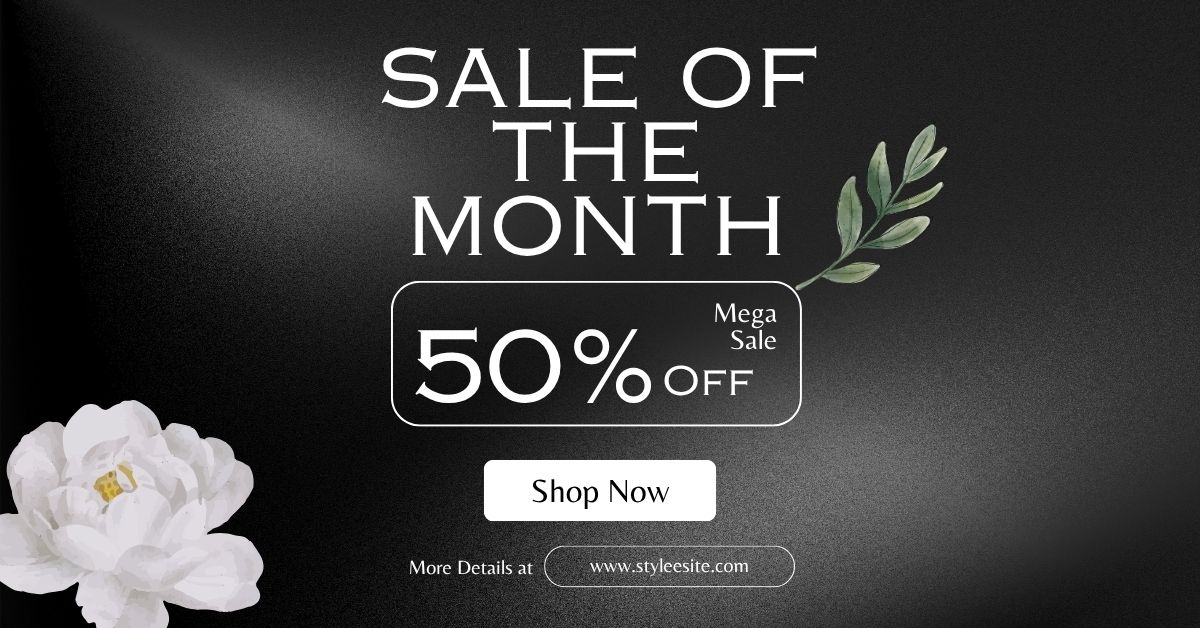 SALE OF
THE
MONTH
Mega
Sale
50% OFF
Shop Now
More Details at www.styleesite.com